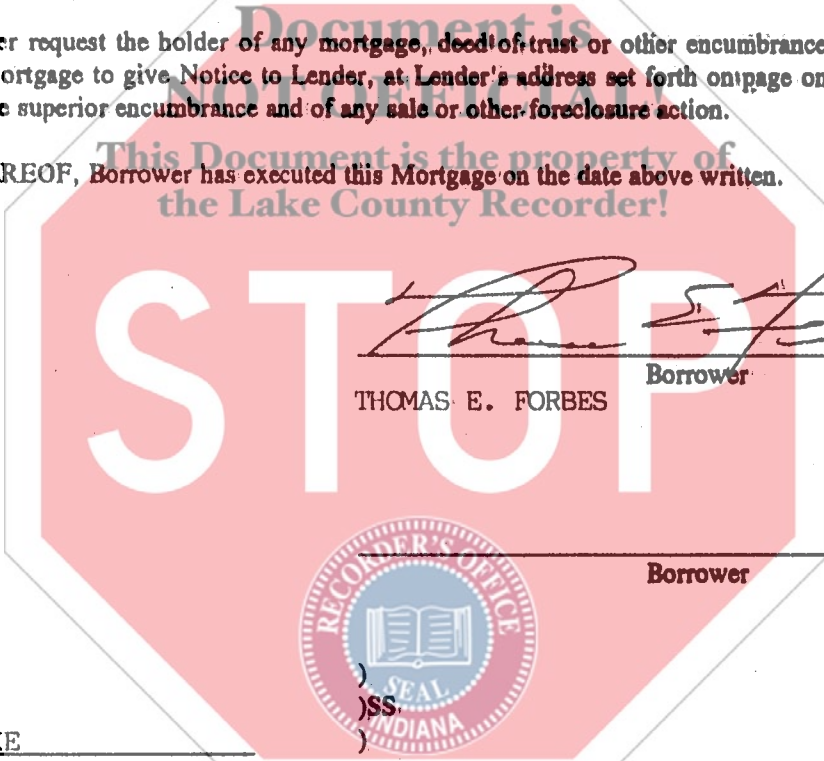 Document is
er request the holder of any mortgage, deed of trust or other encumbrance
ortgage to give Notice to Lender, at Lender's address set forth on page on
NOT OFFICIAL!
e superior encumbrance and of any sale or other foreclosure action.
This Document is the property of
REOF, Borrower has executed this Mortgage on the date above written.
the Lake County Recorder!
STOP
Borrower
THOMAS E. FORBES
Borrower
RECORDER'S OFFICE
SEAL
INDIANA
)
)SS
KE )